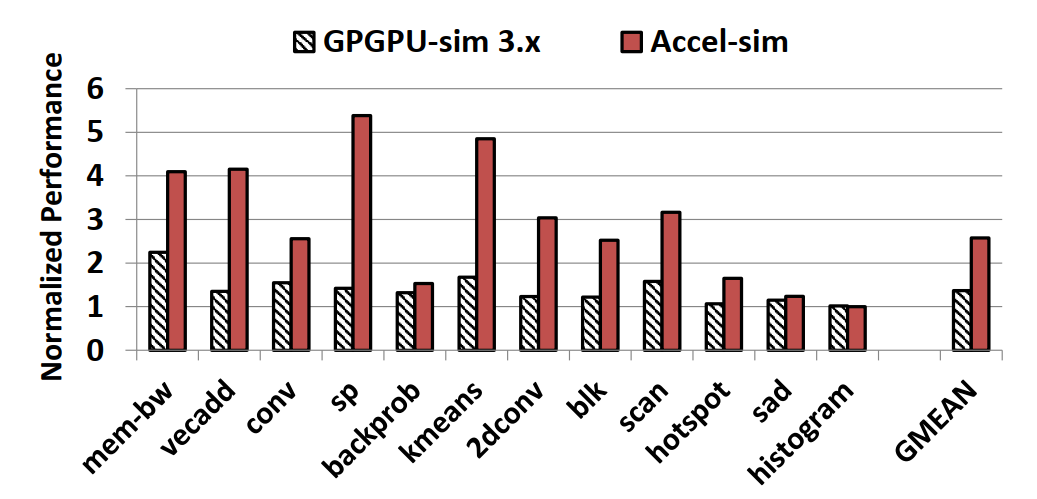 GPGPU-sim 3.x Accel-sim
Normalized Performance
6
5
4
3
2
1
0
mem-bw
vecadd
conv
sp
backprob
kmeans
2dconv
blk
scan
hotspot
sad
histogram
GMEAN